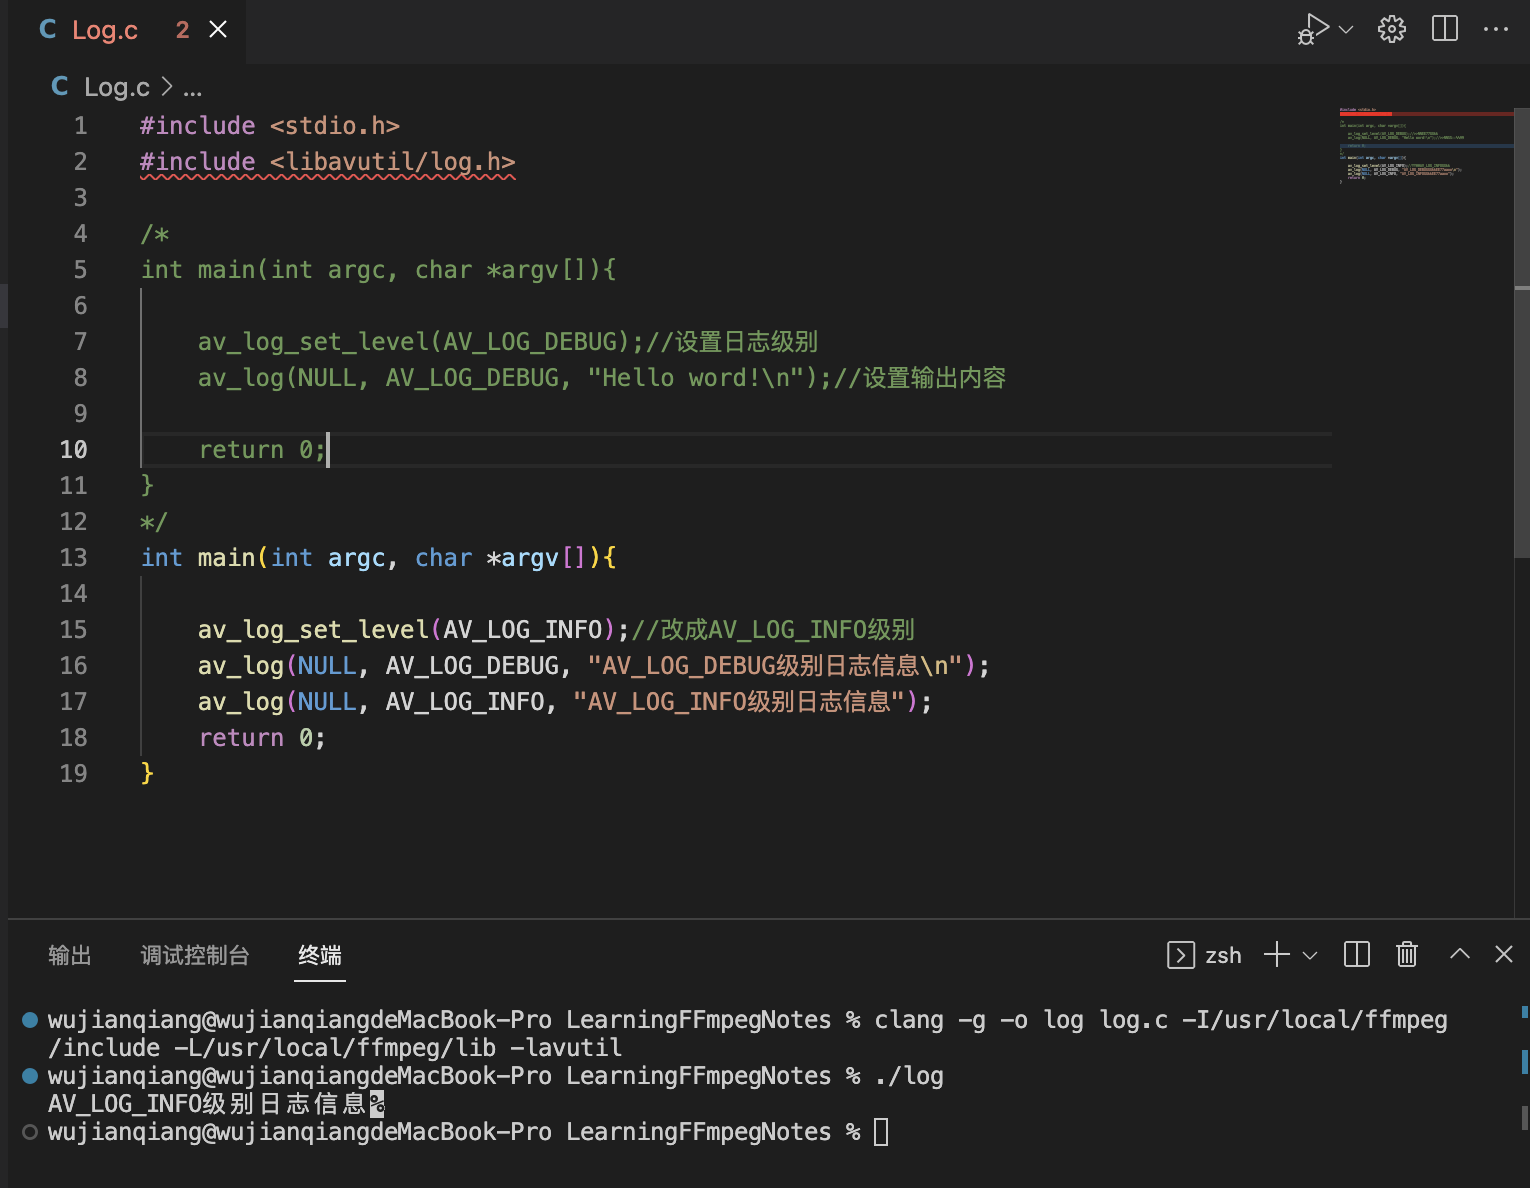 Log.c 2
Log.c > ...
1 #include <stdio.h>
2 #include <libavutil/log.h>
3
4 /*
5 int main(int argc, char *argv[]){
6
7 av_log_set_level(AV_LOG_DEBUG);//设置日志级别
8 av_log(NULL, AV_LOG_DEBUG, "Hello word!\n");//设置输出内容
9
10 return 0;
11 }
12 */
13 int main(int argc, char *argv[]){
14
15 av_log_set_level(AV_LOG_INFO);//改成AV_LOG_INFO级别
16 av_log(NULL, AV_LOG_DEBUG, "AV_LOG_DEBUG级别日志信息\n");
17 av_log(NULL, AV_LOG_INFO, "AV_LOG_INFO级别日志信息");
18 return 0;
19 }
输出 调试控制台 终端 zsh
wujianqiang@wujianqiangdeMacBook-Pro LearningFFmpegNotes % clang -g -o log log.c -I/usr/local/ffmpeg
/include -L/usr/local/ffmpeg/lib -lavutil
wujianqiang@wujianqiangdeMacBook-Pro LearningFFmpegNotes % ./log
AV_LOG_INFO级别日志信息%
wujianqiang@wujianqiangdeMacBook-Pro LearningFFmpegNotes %